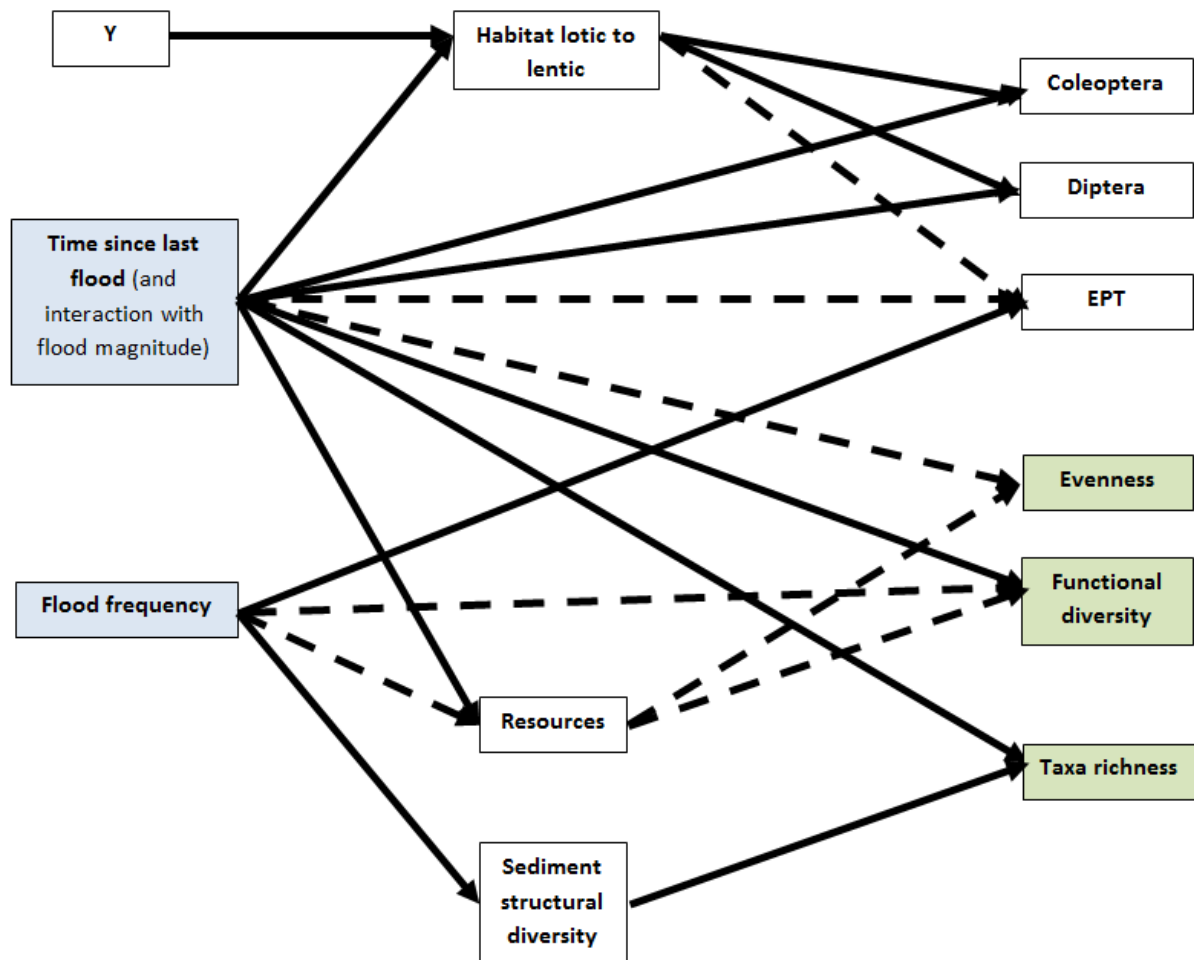 Y
Habitat lotic to
lentic
Coleoptera
Diptera
Time since last
flood (and
interaction with
flood magnitude)
EPT
Evenness
Flood frequency
Functional
diversity
Resources
Taxa richness
Sediment
structural
diversity